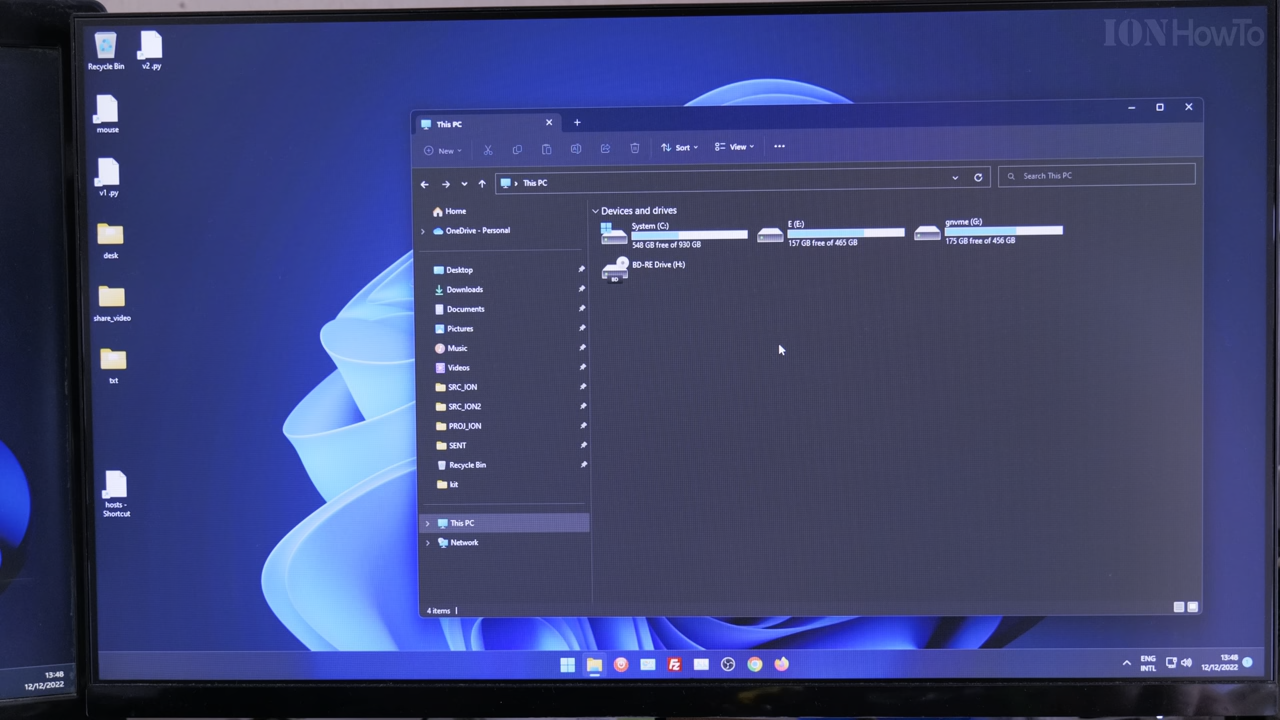 ION HowTo
Recycle Bin
v2 .py
mouse
v1 .py
desk
share_video
txt
hosts -
Shortcut
This PC
New
Sort
View
This PC
Search This PC
Home
OneDrive - Personal
Desktop
Downloads
Documents
Pictures
Music
Videos
SRC_ION
SRC_ION2
PROJ_ION
SENT
Recycle Bin
kit
This PC
Network
Devices and drives
System (C:)
548 GB free of 930 GB
E (E:)
157 GB free of 465 GB
gnvme (G:)
175 GB free of 456 GB
BD-RE Drive (H:)
BD
4 items
13:48
12/12/2022
Fz
ENG
INTL
13:48
12/12/2022